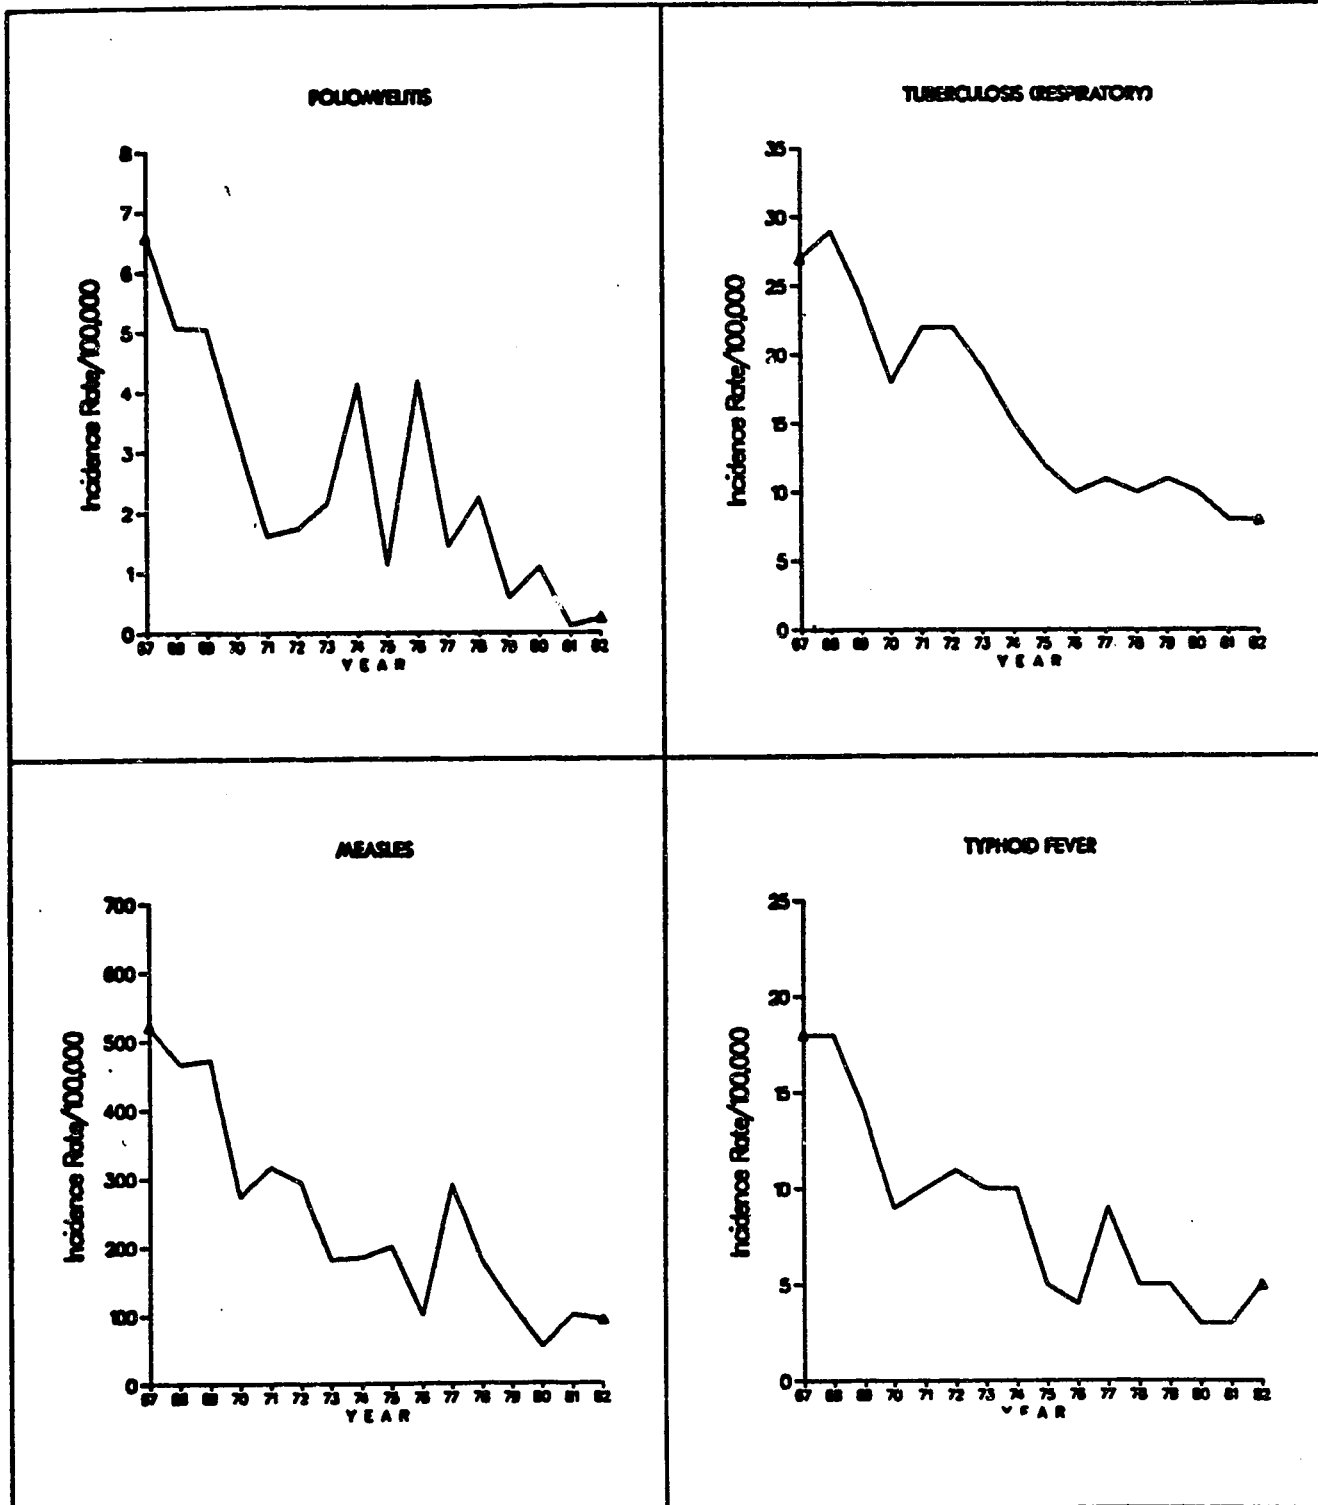 POLIOMYELITIS
8
7
6
5
4
3
2
1
0
Incidence Rate/100,000
67 68 69 70 71 72 73 74 75 76 77 78 79 80 81 82
YEAR
TUBERCULOSIS (RESPIRATORY)
35
30
25
20
15
10
5
0
Incidence Rate/100,000
67 68 69 70 71 72 73 74 75 76 77 78 79 80 81 82
YEAR
MEASLES
700
600
500
400
300
200
100
0
Incidence Rate/100,000
67 68 69 70 71 72 73 74 75 76 77 78 79 80 81 82
YEAR
TYPHOID FEVER
25
20
15
10
5
0
Incidence Rate/100,000
67 68 69 70 71 72 73 74 75 76 77 78 79 80 81 82
YEAR